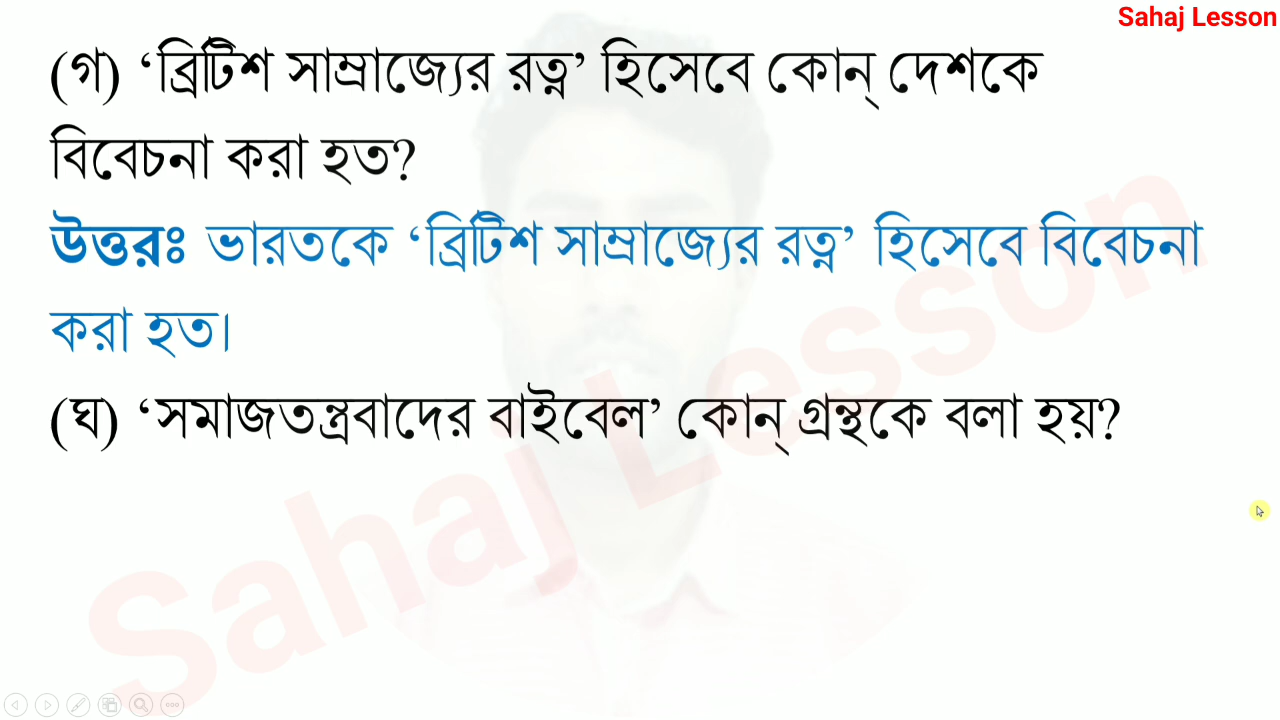 Sahaj Lesson
(গ) ‘ব্রিটিশ সাম্রাজ্যের রত্ন’ হিসেবে কোন্ দেশকে
বিবেচনা করা হত?
উত্তরঃ ভারতকে ‘ব্রিটিশ সাম্রাজ্যের রত্ন’ হিসেবে বিবেচনা
করা হত।
(ঘ) ‘সমাজতন্ত্রবাদের বাইবেল’ কোন্ গ্রন্থকে বলা হয়?
Sahaj Lesson